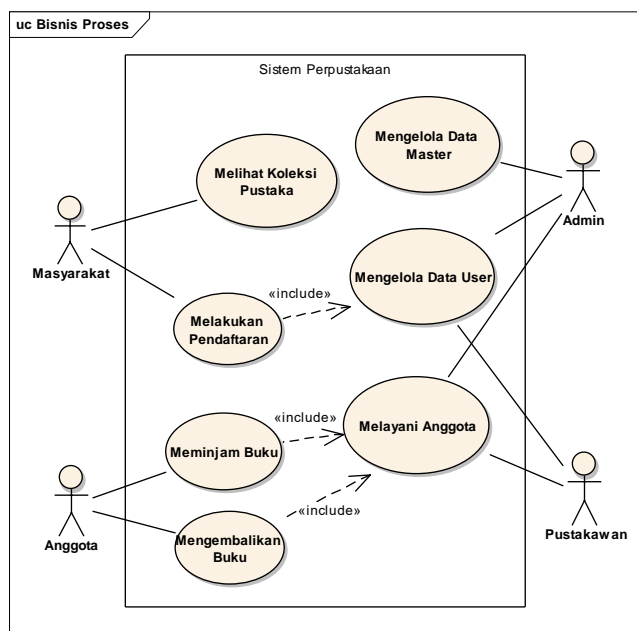 uc Bisnis Proses
Sistem Perpustakaan
Mengelola Data
Master
Melihat Koleksi
Pustaka
Admin
Masyarakat
Mengelola Data User
«include»
Melakukan
Pendaftaran
«include»
Melayani Anggota
Meminjam Buku
«include»
Mengembalikan
Buku
Anggota
Pustakawan